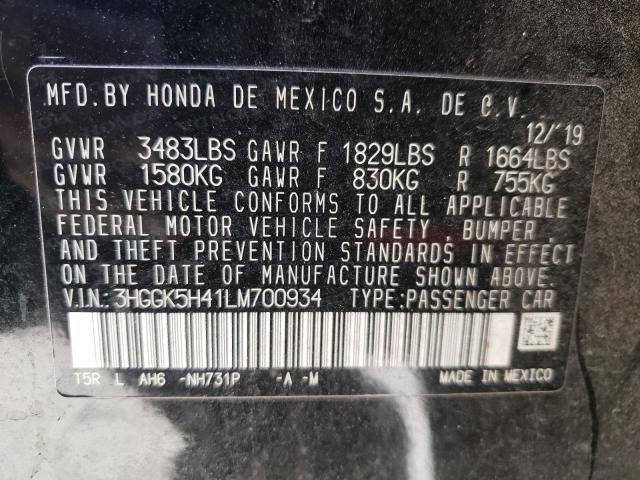 MFD. BY HONDA DE MEXICO S.A. DE C.V.
12/'19
GVWR 3483LBS GAWR F 1829LBS R 1664LBS
GVWR 1580KG GAWR F 830KG R 755KG
THIS VEHICLE CONFORMS TO ALL APPLICABLE
FEDERAL MOTOR VEHICLE SAFETY, BUMPER,
AND THEFT PREVENTION STANDARDS IN EFFECT
ON THE DATE OF MANUFACTURE SHOWN ABOVE.
V.I.N.:3HGGK5H41LM700934 TYPE:PASSENGER CAR
T5R L AH6 -NH731P -A -M MADE IN MEXICO